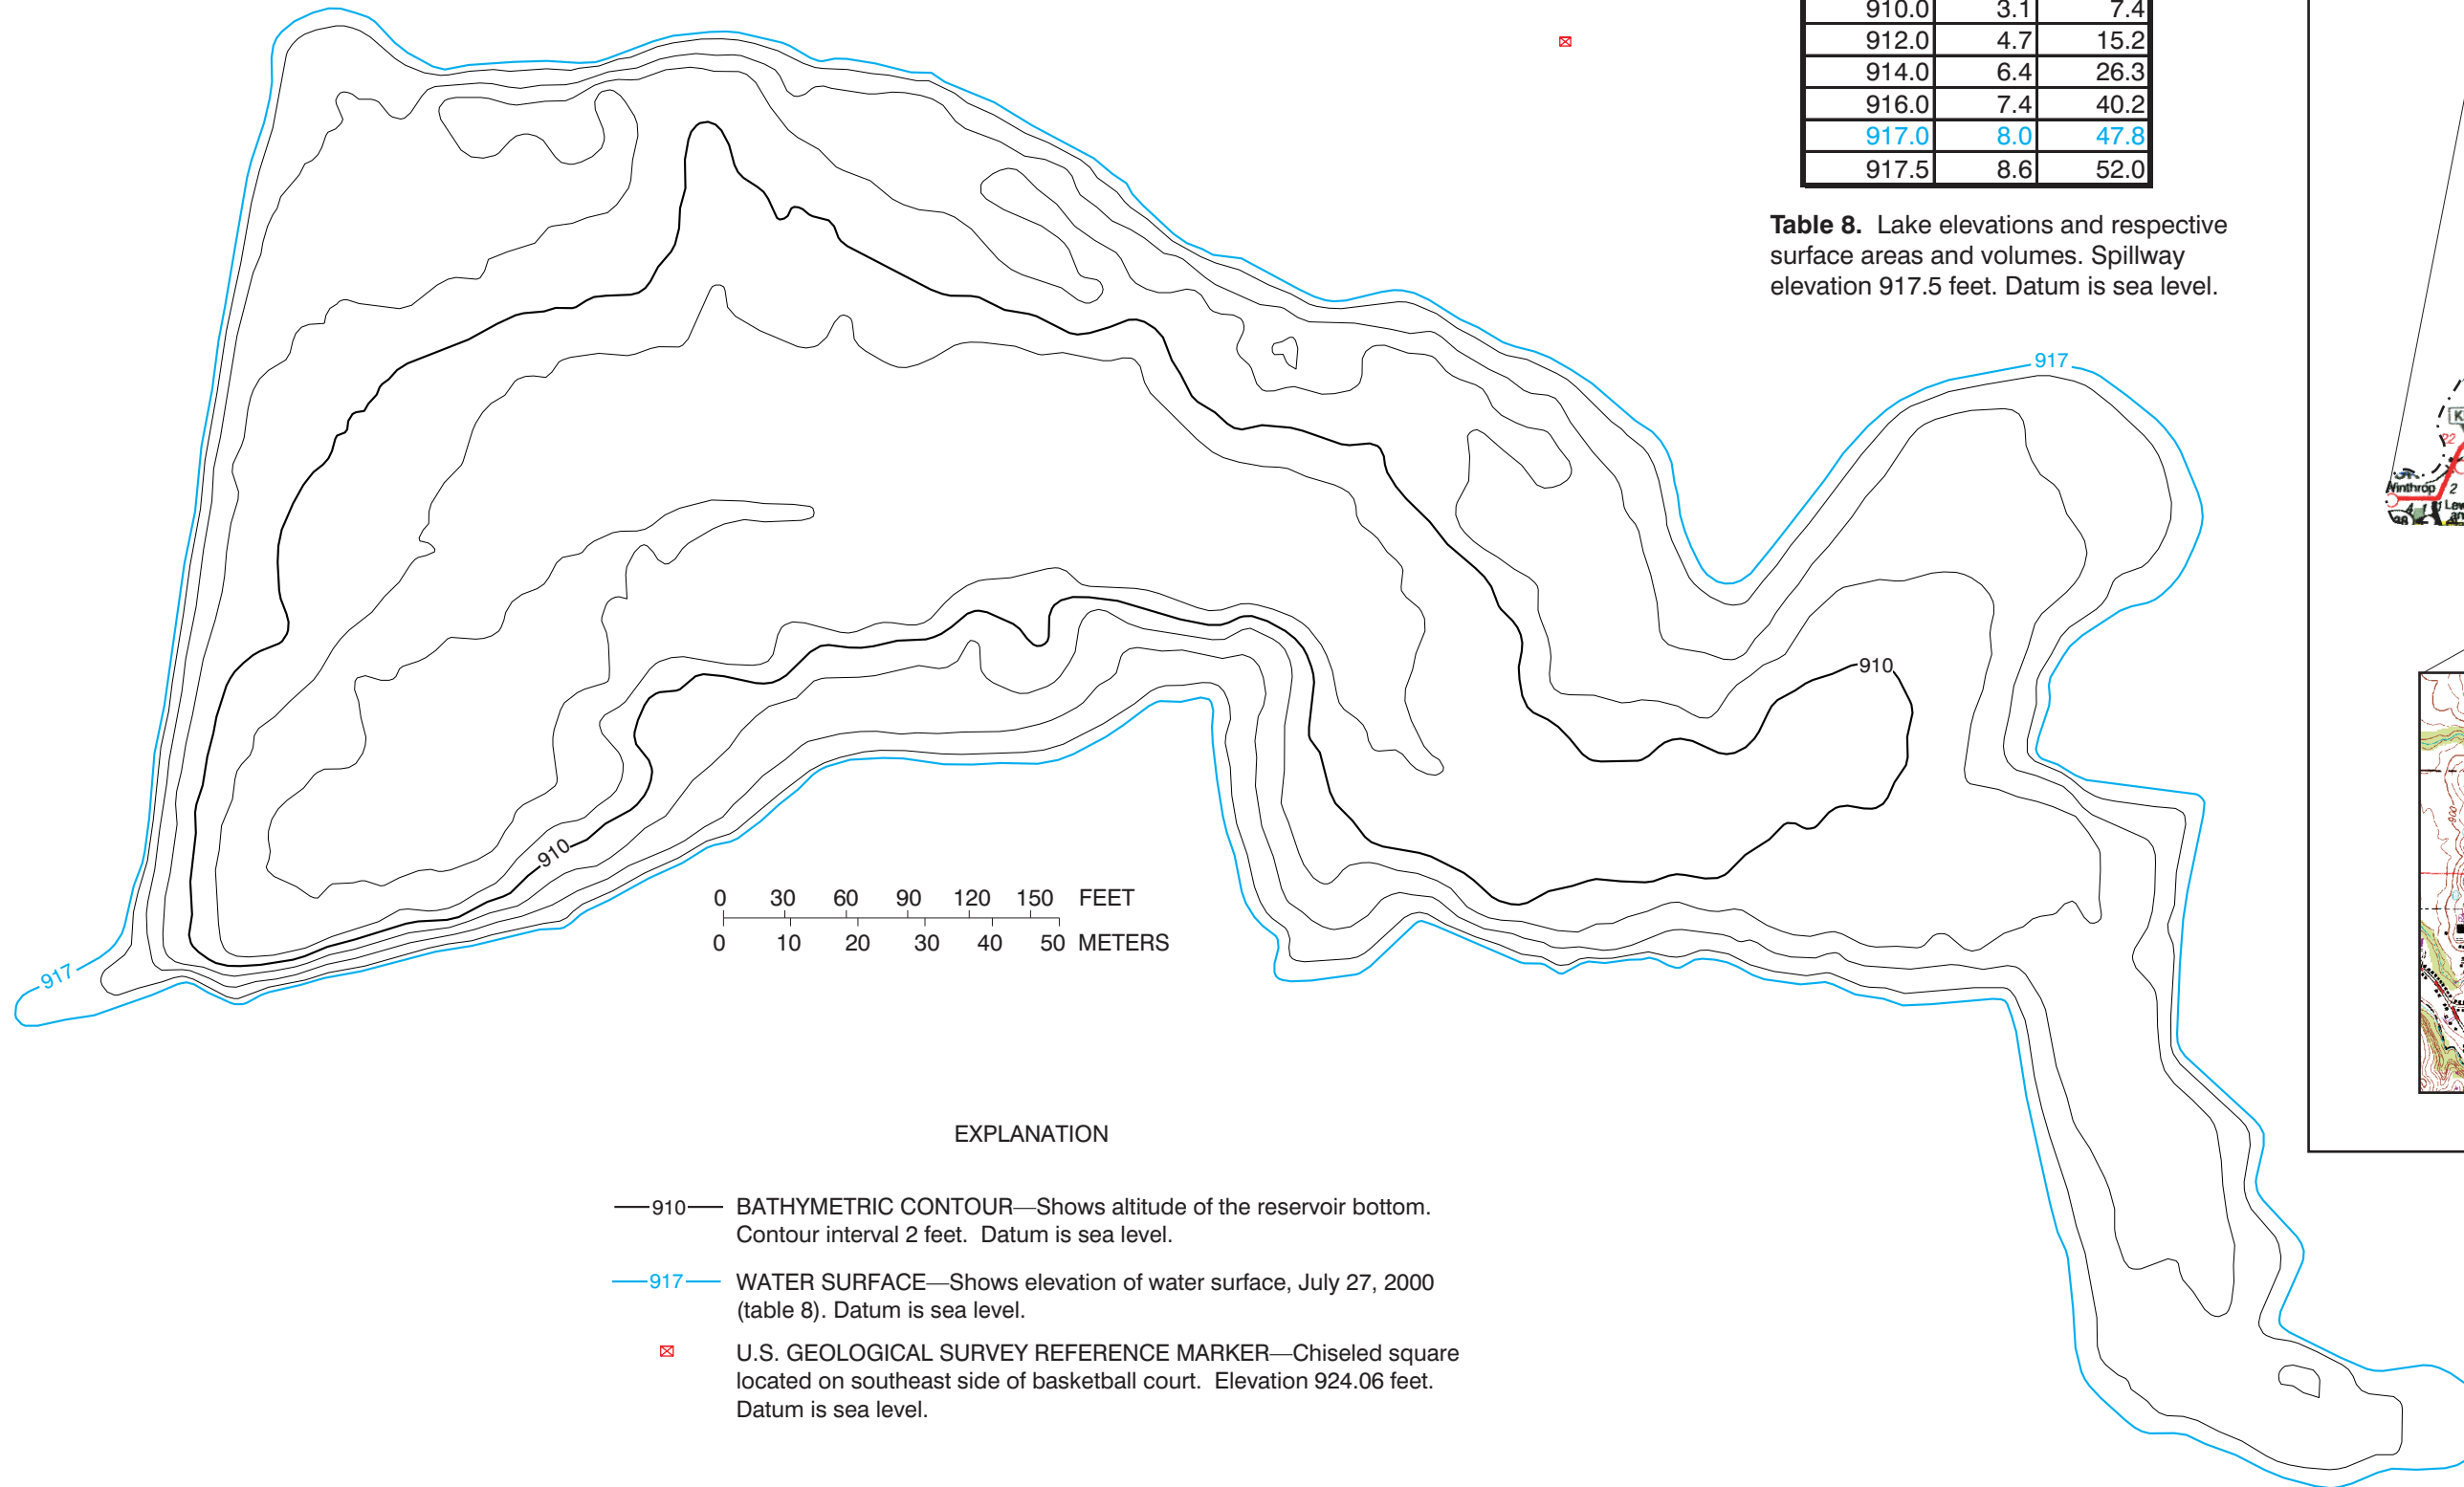 910.0 3.1 7.4
912.0 4.7 15.2
914.0 6.4 26.3
916.0 7.4 40.2
917.0 8.0 47.8
917.5 8.6 52.0
Table 8. Lake elevations and respective
surface areas and volumes. Spillway
elevation 917.5 feet. Datum is sea level.
917
K
22
Winthrop 2
910
910
0 30 60 90 120 150 FEET
0 10 20 30 40 50 METERS
917
EXPLANATION
910 BATHYMETRIC CONTOUR—Shows altitude of the reservoir bottom.
Contour interval 2 feet. Datum is sea level.
917 WATER SURFACE—Shows elevation of water surface, July 27, 2000
(table 8). Datum is sea level.
U.S. GEOLOGICAL SURVEY REFERENCE MARKER—Chiseled square
located on southeast side of basketball court. Elevation 924.06 feet.
Datum is sea level.